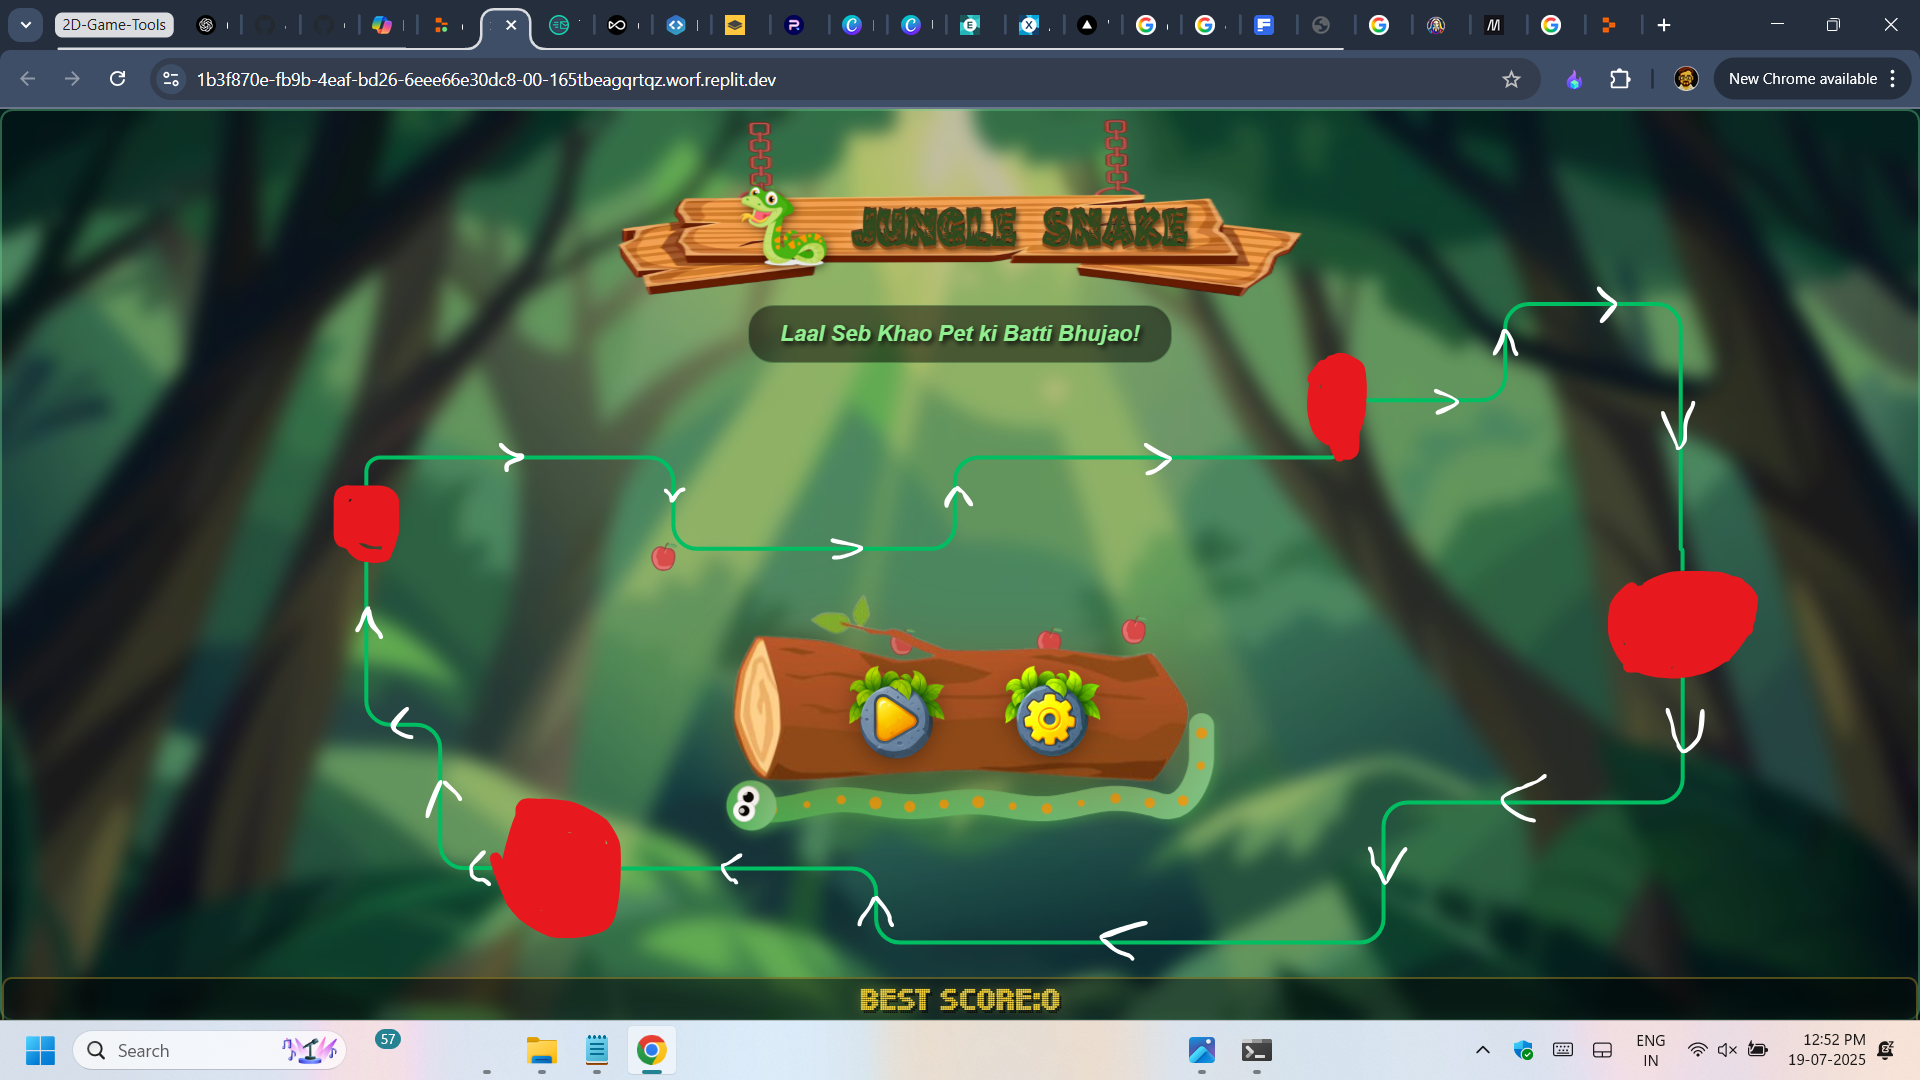 2D-Game-Tools
1b3f870e-fb9b-4eaf-bd26-6eee66e30dc8-00-165tbeagqrtqz.worf.replit.dev
New Chrome available
JUNGLE SNAKE
Laal Seb Khao Pet ki Batti Bhujao!
BEST SCORE:0
Search
57
ENG
IN
12:52 PM
19-07-2025